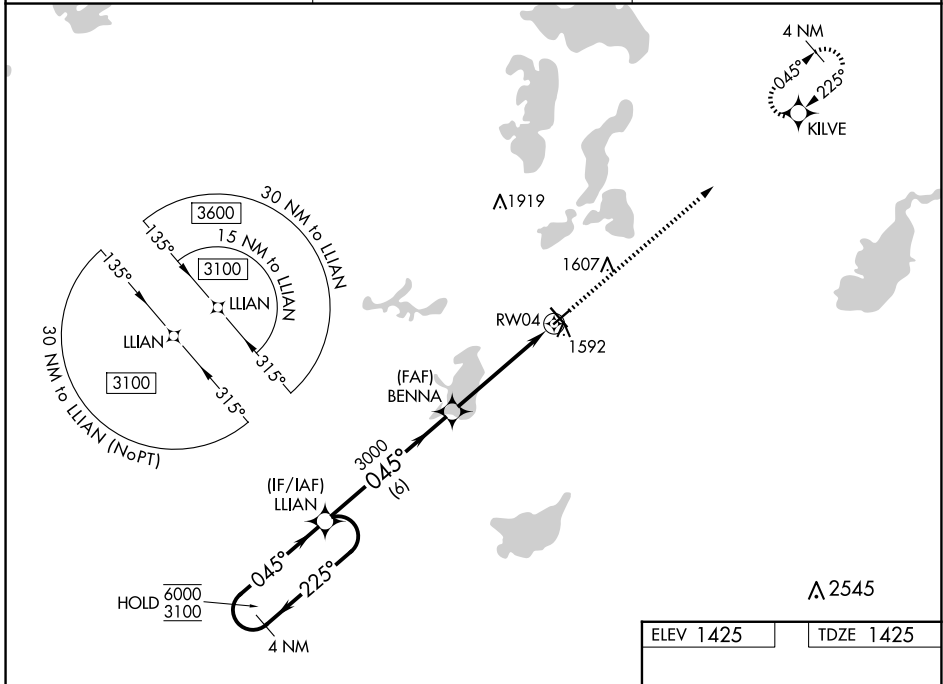 4 NM
045°
225°
KILVE
1919
30 NM to LLIAN
3600
135°
15 NM to LLIAN
3100
LLIAN
315°
135°
LLIAN
3100
315°
30 NM to LLIAN (NoPT)
1607
RW04
1592
(FAF)
BENNA
3000
045°
(6)
(IF/IAF)
LLIAN
045°
225°
HOLD 6000
3100
4 NM
2545
ELEV 1425
TDZE 1425